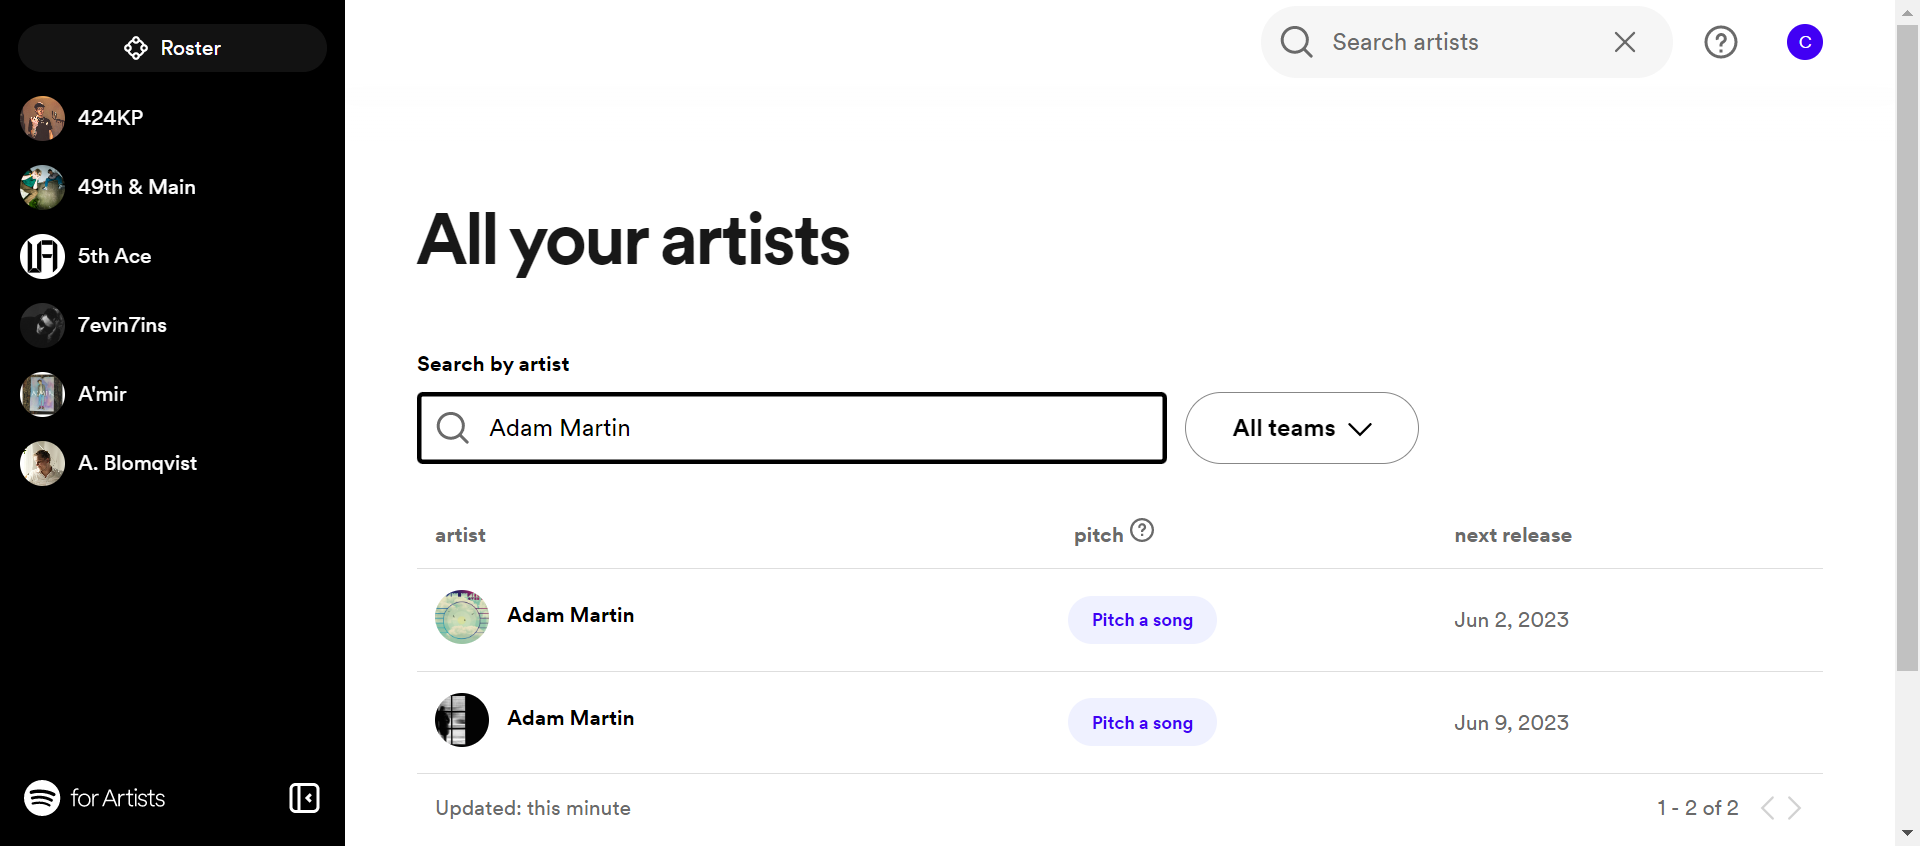 Roster
424KP
49th & Main
5th Ace
7evin7ins
A'mir
A. Blomqvist
for Artists
Search artists
C
All your artists
Search by artist
Adam Martin
All teams
artist
pitch
next release
Adam Martin
Pitch a song
Jun 2, 2023
Adam Martin
Pitch a song
Jun 9, 2023
Updated: this minute
1 - 2 of 2